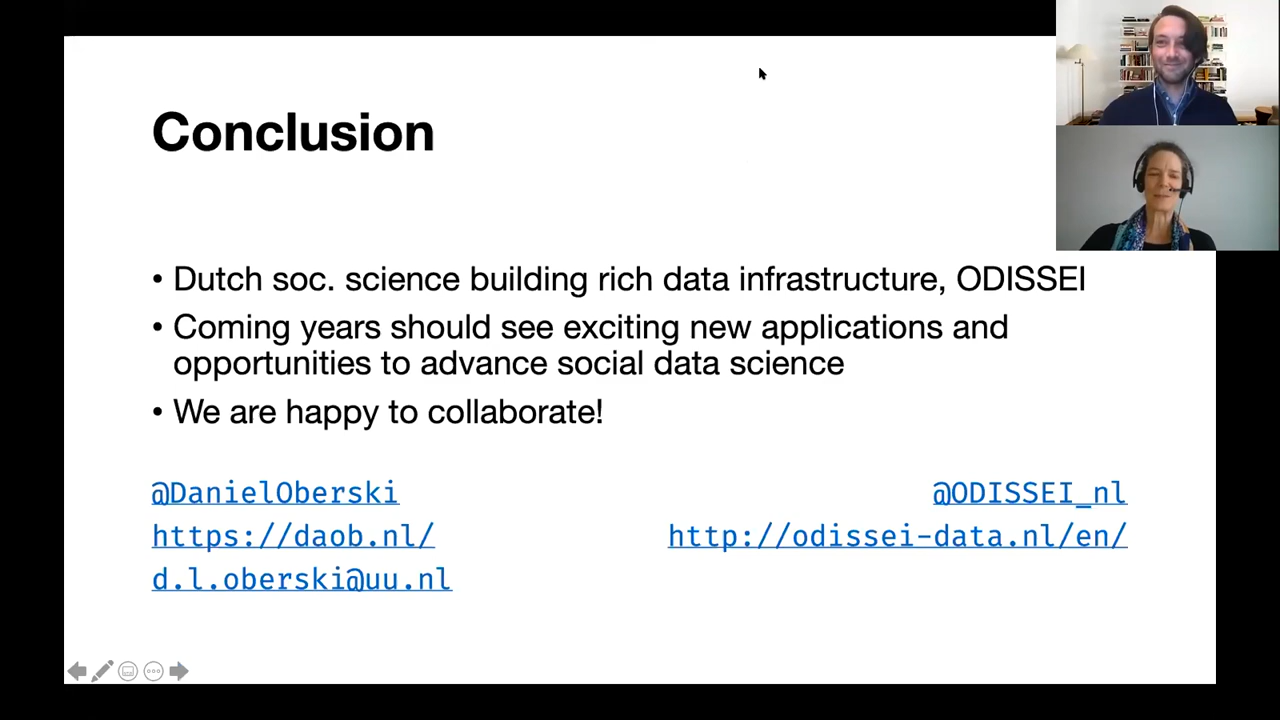 Conclusion
• Dutch soc. science building rich data infrastructure, ODISSEI
• Coming years should see exciting new applications and
opportunities to advance social data science
• We are happy to collaborate!
@DanielOberski
https://daob.nl/
d.l.oberski@uu.nl
@ODISSEI_nl
http://odissei-data.nl/en/